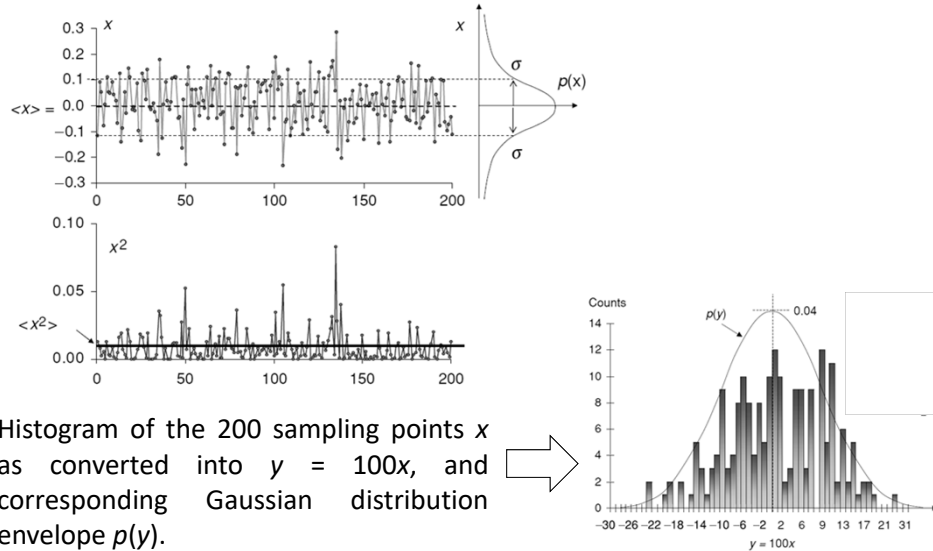 x
0.3
0.2
0.1
<x> = 0.0
−0.1
−0.2
−0.3
0 50 100 150 200
x
σ
p(x)
σ
0.10
x2
0.05
<x2>
0.00
0 50 100 150 200
Histogram of the 200 sampling points x
as converted into y = 100x, and
corresponding Gaussian distribution
envelope p(y).
Counts
p(y)
0.04
14
12
10
8
6
4
2
0
−30 −26 −22 −18 −14 −10 −6 −2 2 6 9 13 17 21 31
y = 100x